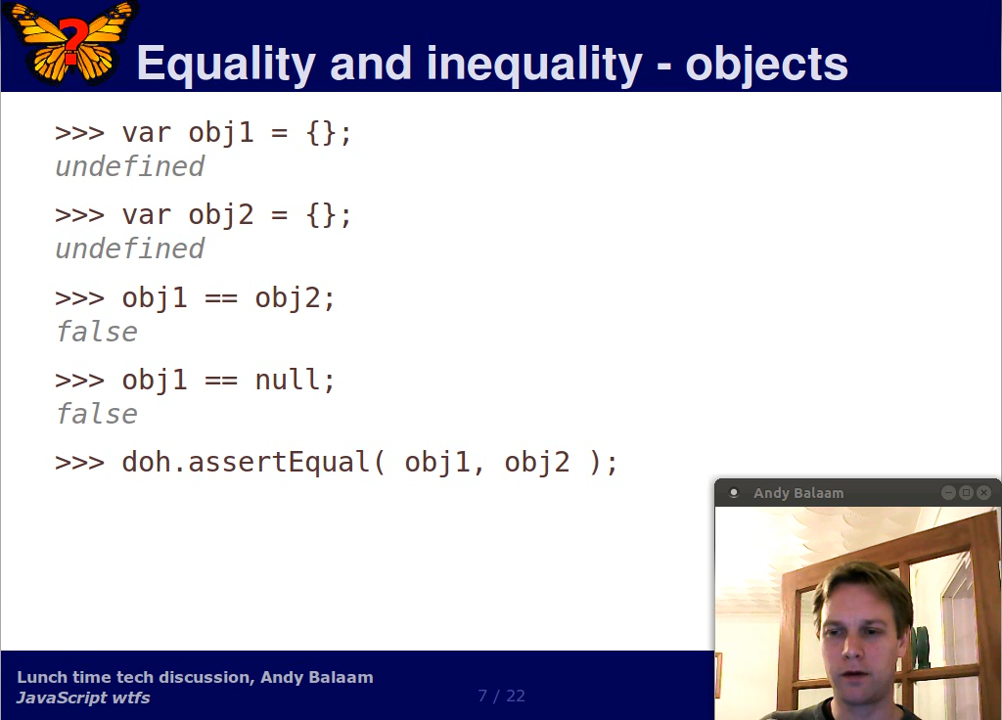 ?
Equality and inequality - objects
>>> var obj1 = {};
undefined
>>> var obj2 = {};
undefined
>>> obj1 == obj2;
false
>>> obj1 == null;
false
>>> doh.assertEqual( obj1, obj2 );
Andy Balaam
Lunch time tech discussion, Andy Balaam
JavaScript wtfs
7 / 22